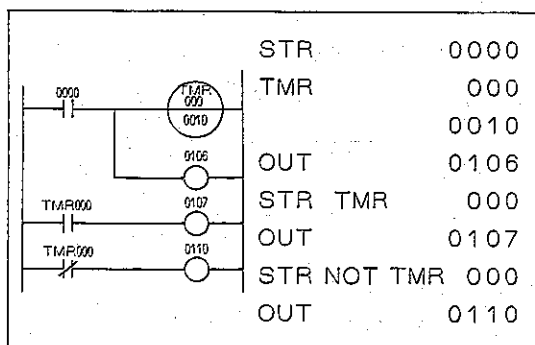 0000
TMR
000
0010
0106
TMR000
0107
TMR000
0110
STR 0000
TMR 000
0010
OUT 0106
STR TMR 000
OUT 0107
STR NOT TMR 000
OUT 0110